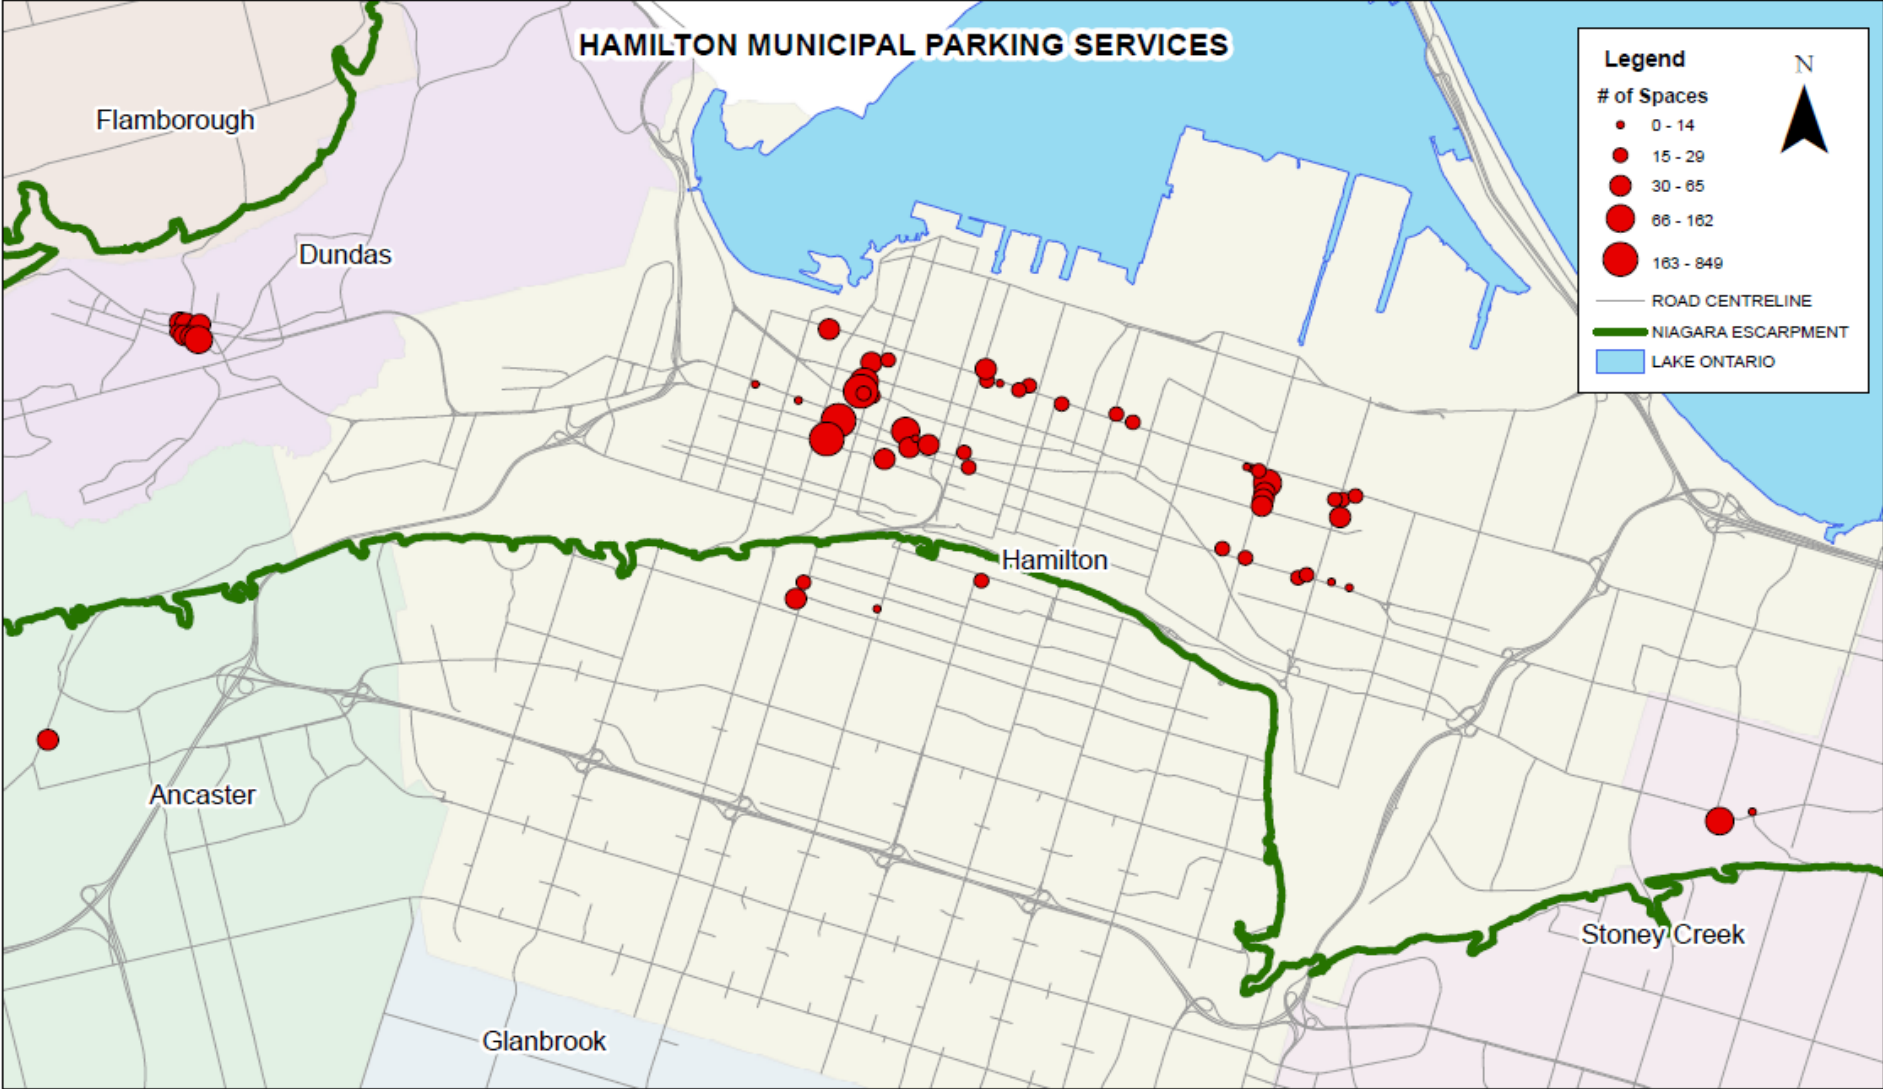 HAMILTON MUNICIPAL PARKING SERVICES
Legend
N
# of Spaces
0 - 14
15 - 29
30 - 65
66 - 162
163 - 849
ROAD CENTRELINE
NIAGARA ESCARPMENT
LAKE ONTARIO
Flamborough
Dundas
Hamilton
Ancaster
Stoney Creek
Glanbrook